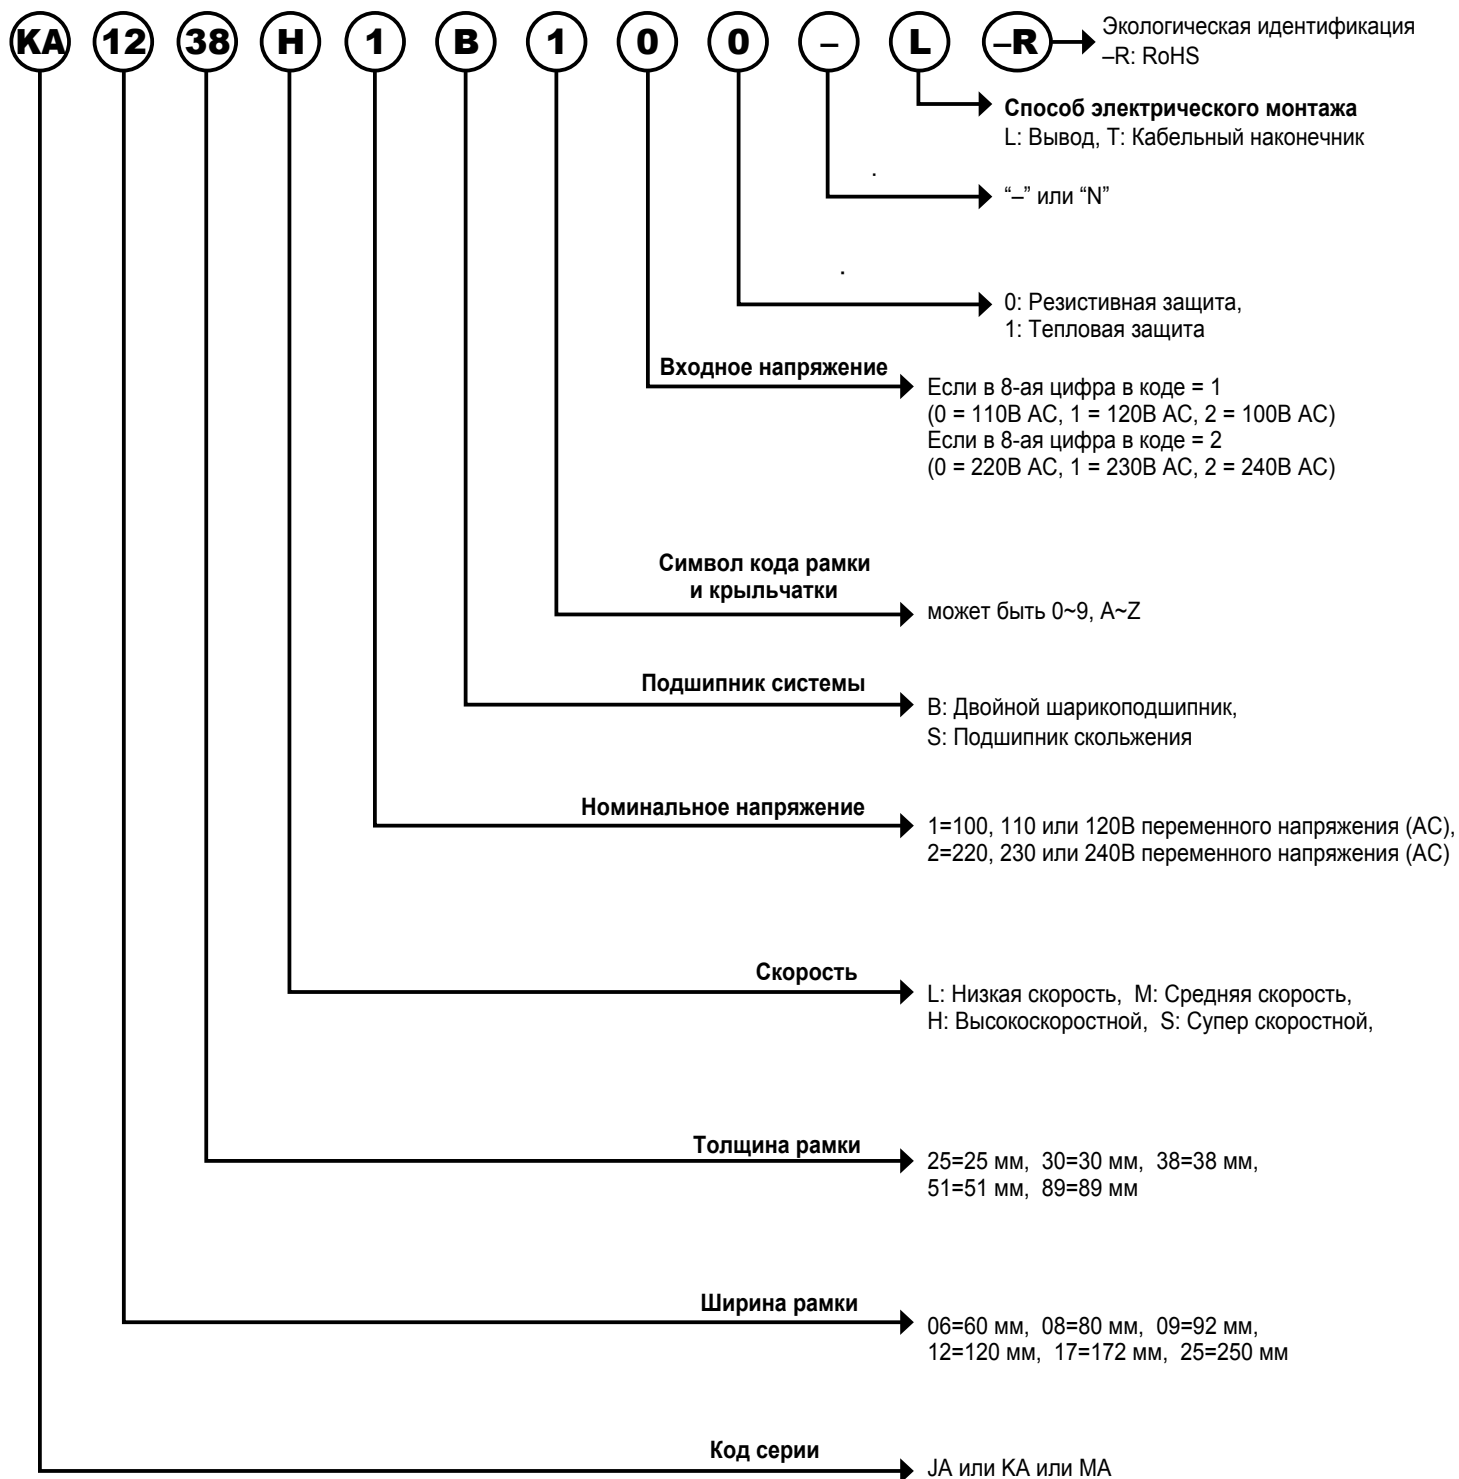 KA 12 38 H 1 B 1 0 0 – L –R
Экологическая идентификация
–R: RoHS
Способ электрического монтажа
L: Вывод, T: Кабельный наконечник
“–” или “N”
0: Резистивная защита,
1: Тепловая защита
Входное напряжение
Если в 8-ая цифра в коде = 1
(0 = 110В AC, 1 = 120В AC, 2 = 100В AC)
Если в 8-ая цифра в коде = 2
(0 = 220В AC, 1 = 230В AC, 2 = 240В AC)
Символ кода рамки
и крыльчатки
может быть 0~9, A~Z
Подшипник системы
B: Двойной шарикоподшипник,
S: Подшипник скольжения
Номинальное напряжение
1=100, 110 или 120В переменного напряжения (AC),
2=220, 230 или 240В переменного напряжения (AC)
Скорость
L: Низкая скорость, M: Средняя скорость,
H: Высокоскоростной, S: Супер скоростной,
Толщина рамки
25=25 мм, 30=30 мм, 38=38 мм,
51=51 мм, 89=89 мм
Ширина рамки
06=60 мм, 08=80 мм, 09=92 мм,
12=120 мм, 17=172 мм, 25=250 мм
Код серии
JA или KA или MA